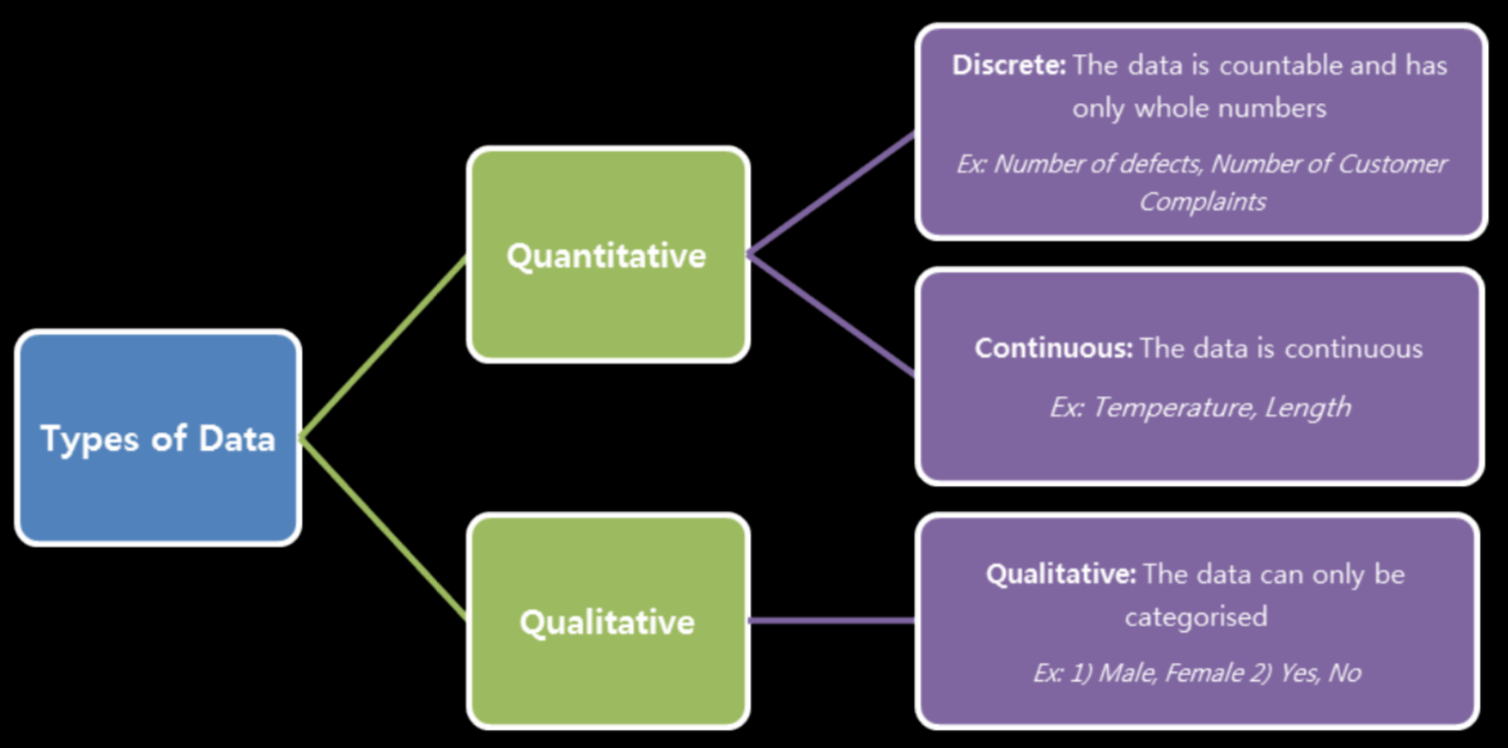 Types of Data
Quantitative
Qualitative
Discrete: The data is countable and has
only whole numbers
Ex: Number of defects, Number of Customer
Complaints
Continuous: The data is continuous
Ex: Temperature, Length
Qualitative: The data can only be
categorised
Ex: 1) Male, Female 2) Yes, No